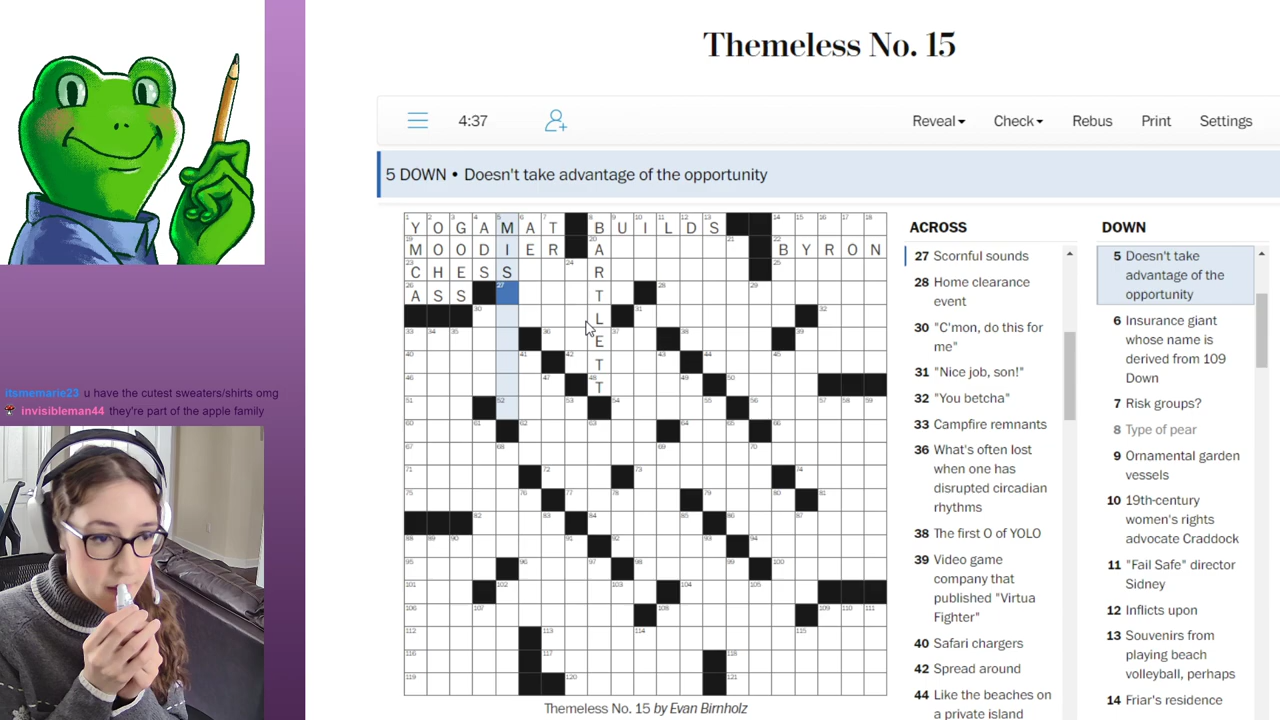 Themeless No. 15
4:37
Reveal
Check
Rebus
Print
Settings
5 DOWN • Doesn't take advantage of the opportunity
YOGAMAT BUILDS
MOODIER A BYRON
CHESS R
ASS T
L
E
T
T
ACROSS
27 Scornful sounds
28 Home clearance
event
30 "C'mon, do this for
me"
31 "Nice job, son!"
32 "You betcha"
33 Campfire remnants
36 What's often lost
when one has
disrupted circadian
rhythms
38 The first O of YOLO
39 Video game
company that
published "Virtua
Fighter"
40 Safari chargers
42 Spread around
44 Like the beaches on
a private island
DOWN
5 Doesn't take
advantage of the
opportunity
6 Insurance giant
whose name is
derived from 109
Down
7 Risk groups?
8 Type of pear
9 Ornamental garden
vessels
10 19th-century
women's rights
advocate Craddock
11 "Fail Safe" director
Sidney
12 Inflicts upon
13 Souvenirs from
playing beach
volleyball, perhaps
14 Friar's residence
Themeless No. 15 by Evan Birnholz
itsmemarie23 u have the cutest sweaters/shirts omg
invisibleman44 they're part of the apple family